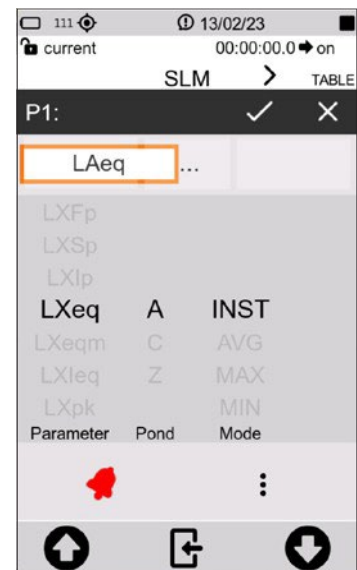 111 13/02/23
current 00:00:00.0 on
SLM > TABLE
P1:
LAeq ...
LXFp
LXSp
LXIp
LXeq A INST
LXeqm C AVG
LXIeq Z MAX
LXpk MIN
Parameter Pond Mode